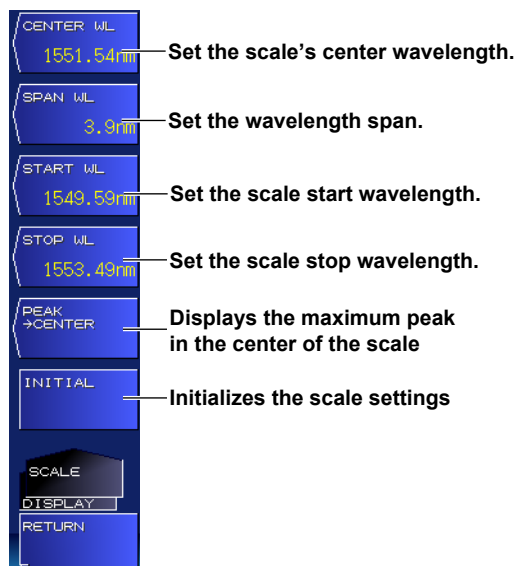 CENTER WL
1551.54nm
Set the scale's center wavelength.
SPAN WL
3.9nm
Set the wavelength span.
START WL
1549.59nm
Set the scale start wavelength.
STOP WL
1553.49nm
Set the scale stop wavelength.
PEAK
→CENTER
Displays the maximum peak
in the center of the scale
INITIAL
Initializes the scale settings
SCALE
DISPLAY
RETURN